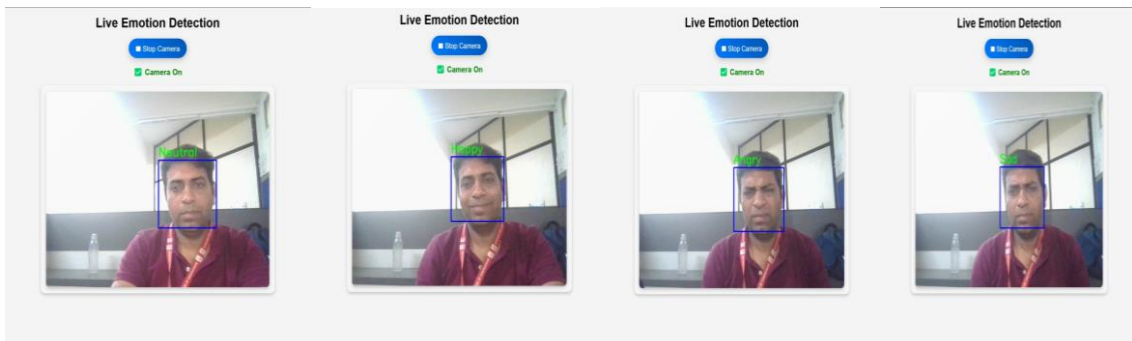 Live Emotion Detection
Stop Camera
Camera On
Neutral
Live Emotion Detection
Stop Camera
Camera On
Happy
Live Emotion Detection
Stop Camera
Camera On
Angry
Live Emotion Detection
Stop Camera
Camera On
Sad